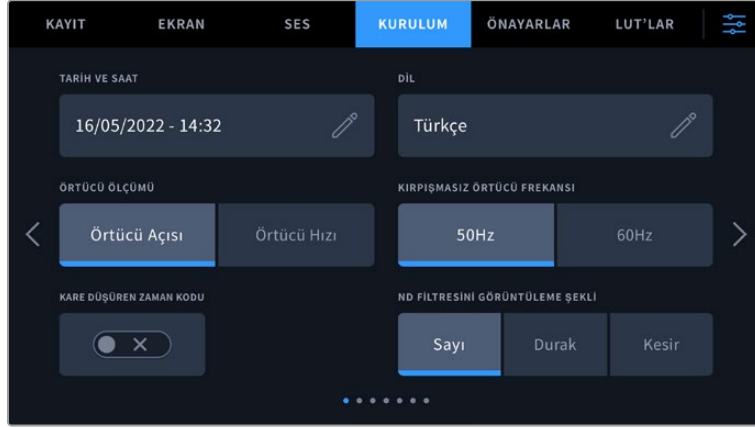 KAYIT EKRAN SES KURULUM ÖNAYARLAR LUT’LAR
TARİH VE SAAT
16/05/2022 - 14:32
DİL
Türkçe
ÖRTÜCÜ ÖLÇÜMÜ
Örtücü Açısı Örtücü Hızı
KIRPIŞMASIZ ÖRTÜCÜ FREKANSI
50Hz 60Hz
KARE DÜŞÜREN ZAMAN KODU
ND FİLTRESİNİ GÖRÜNTÜLEME ŞEKLİ
Sayı Durak Kesir